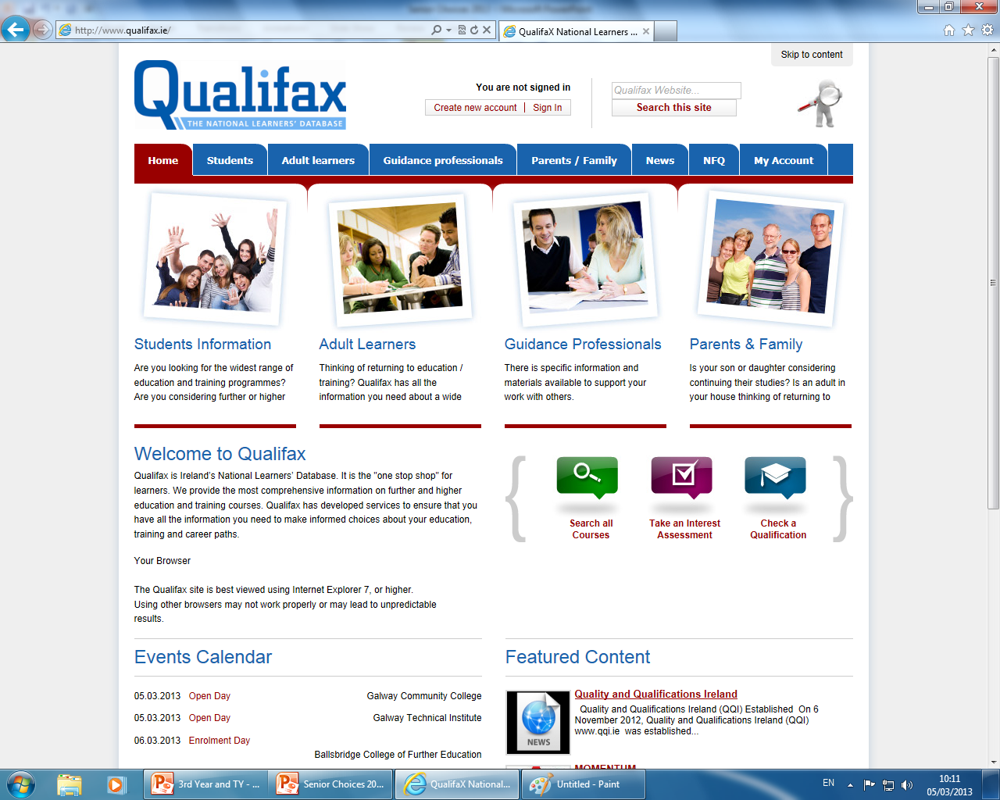 http://www.qualifax.ie/
QualifaX National Learners ...
Skip to content
Qualifax
THE NATIONAL LEARNERS' DATABASE
You are not signed in
Create new account | Sign In
Qualifax Website...
Search this site
Home
Students
Adult learners
Guidance professionals
Parents / Family
News
NFQ
My Account
Students Information
Are you looking for the widest range of
education and training programmes?
Are you considering further or higher
Adult Learners
Thinking of returning to education /
training? Qualifax has all the
information you need about a wide
Guidance Professionals
There is specific information and
materials available to support your
work with others.
Parents & Family
Is your son or daughter considering
continuing their studies? Is an adult in
your house thinking of returning to
Welcome to Qualifax
Qualifax is Ireland's National Learners' Database. It is the "one stop shop" for
learners. We provide the most comprehensive information on further and higher
education and training courses. Qualifax has developed services to ensure that you
have all the information you need to make informed choices about your education,
training and career paths.
Your Browser
The Qualifax site is best viewed using Internet Explorer 7, or higher.
Using other browsers may not work properly or may lead to unpredictable
results.
Search all
Courses
Take an Interest
Assessment
Check a
Qualification
Events Calendar
05.03.2013 Open Day Galway Community College
05.03.2013 Open Day Galway Technical Institute
06.03.2013 Enrolment Day
Ballsbridge College of Further Education
Featured Content
NEWS
Quality and Qualifications Ireland
Quality and Qualifications Ireland (QQI) Established On 6
November 2012, Quality and Qualifications Ireland (QQI)
www.qqi.ie was established...
MOMENTUM
3rd Year and TY - ...
Senior Choices 20...
QualifaX National...
Untitled - Paint
EN
10:11
05/03/2013